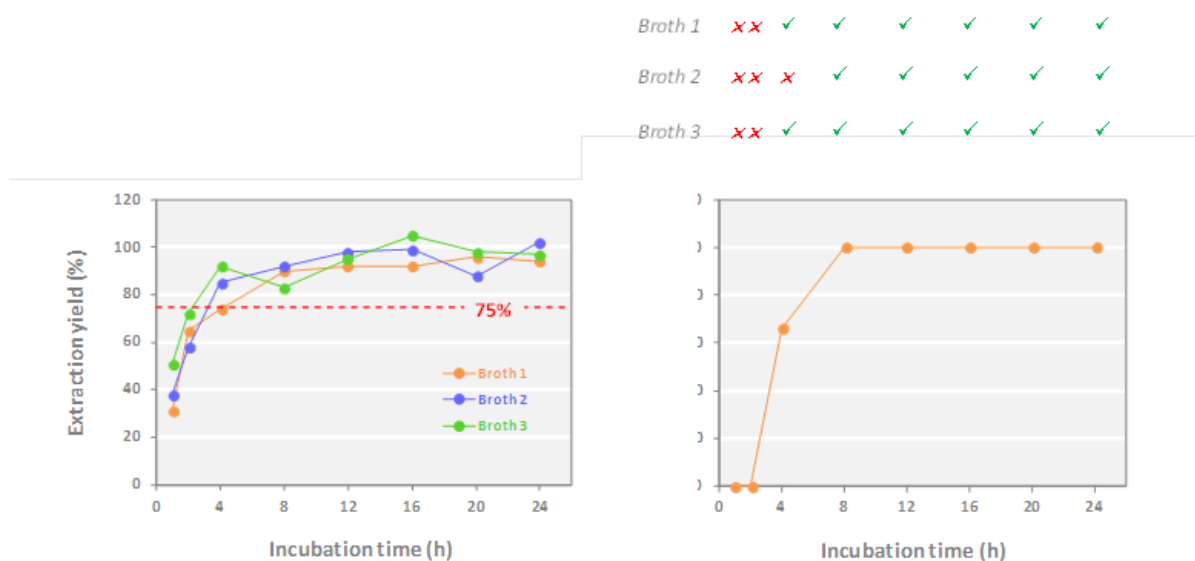 Broth 1
Broth 2
Broth 3
120
100
80
60
40
20
0
Extraction yield (%)
75%
Broth 1
Broth 2
Broth 3
0 4 8 12 16 20 24
Incubation time (h)
0 4 8 12 16 20 24
Incubation time (h)